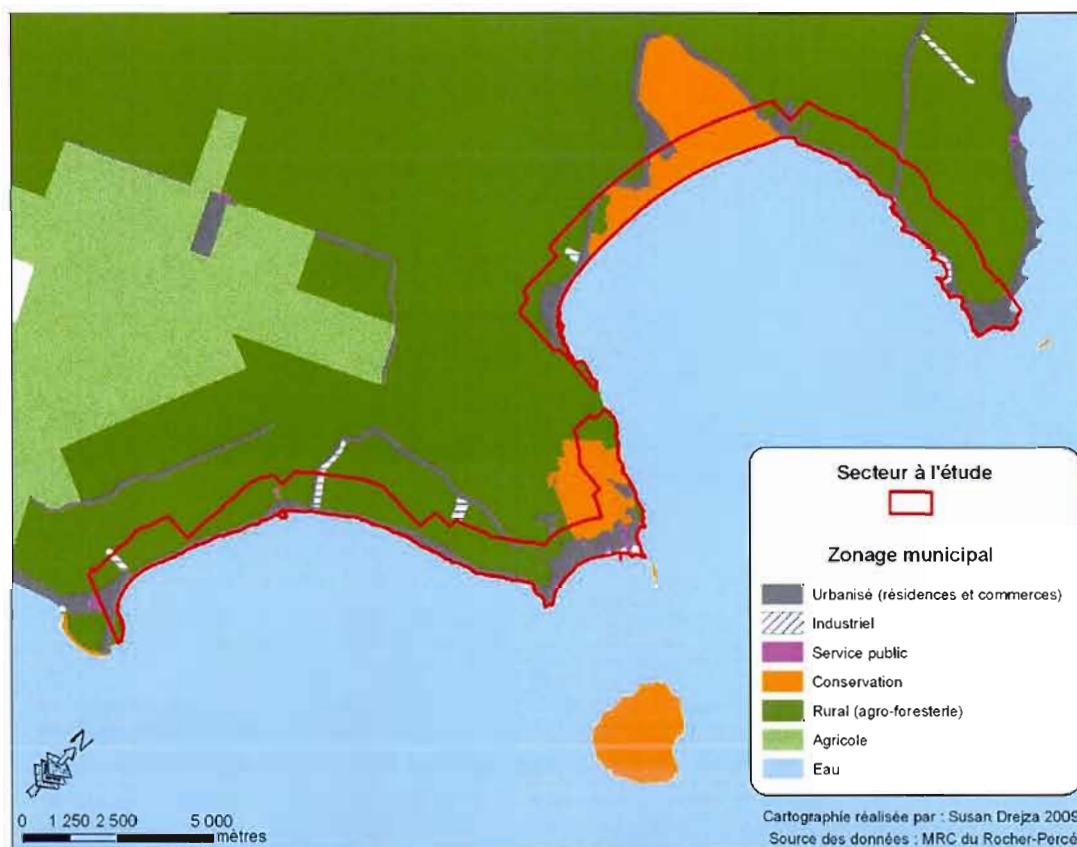 Secteur à l'étude
Zonage municipal
Urbanisé (résidences et commerces)
Industriel
Service public
Conservation
Rural (agro-foresterie)
Agricole
Eau
N
0 1 250 2 500 5 000
mètres
Cartographie réalisée par : Susan Drejza 2009
Source des données : MRC du Rocher-Percé